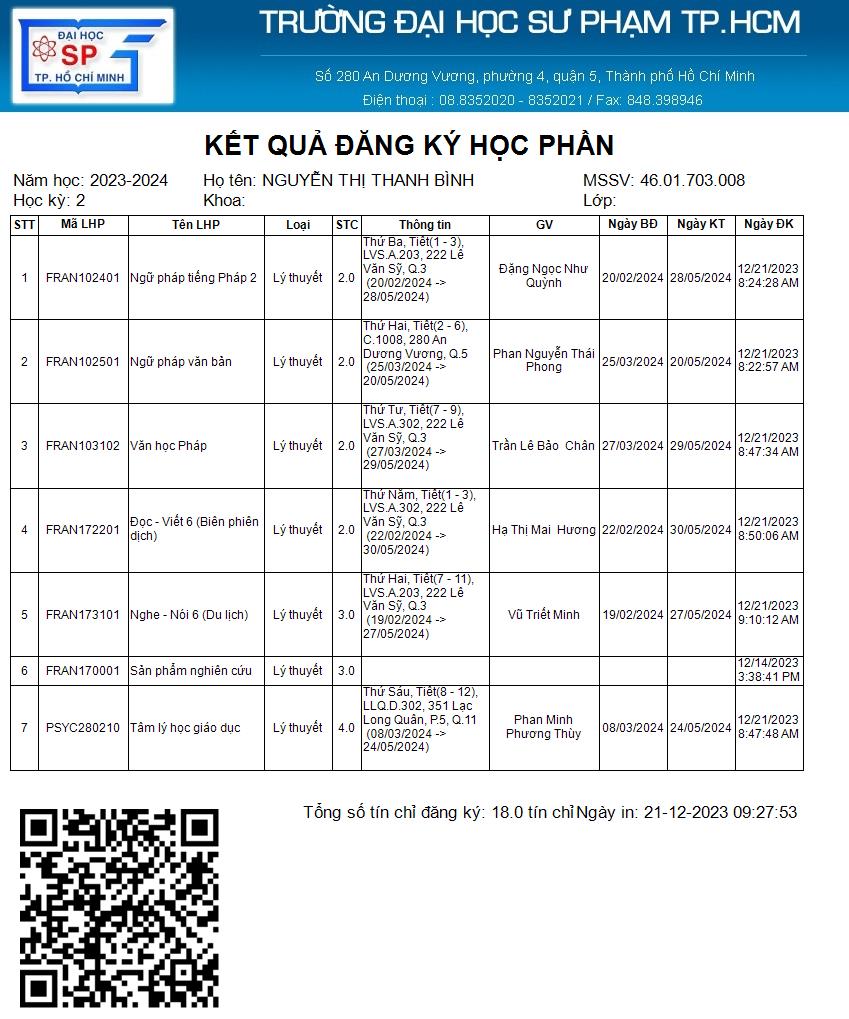 ĐẠI HỌC
SP
TP. HỒ CHÍ MINH
TRƯỜNG ĐẠI HỌC SƯ PHẠM TP.HCM
Số 280 An Dương Vương, phường 4, quận 5, Thành phố Hồ Chí Minh
Điện thoại : 08.8352020 - 8352021 / Fax: 848.398946
KẾT QUẢ ĐĂNG KÝ HỌC PHẦN
Năm học: 2023-2024 Họ tên: NGUYỄN THỊ THANH BÌNH MSSV: 46.01.703.008
Học kỳ: 2 Khoa: Lớp:
STT Mã LHP Tên LHP Loại STC Thông tin GV Ngày BĐ Ngày KT Ngày ĐK
1 FRAN102401 Ngữ pháp tiếng Pháp 2 Lý thuyết 2.0
Thứ Ba, Tiết(1 - 3),
LVS.A.203, 222 Lê
Văn Sỹ, Q.3
(20/02/2024 ->
28/05/2024)
Đặng Ngọc Như
Quỳnh
20/02/2024 28/05/2024
12/21/2023
8:24:28 AM
2 FRAN102501 Ngữ pháp văn bản Lý thuyết 2.0
Thứ Hai, Tiết(2 - 6),
C.1008, 280 An
Dương Vương, Q.5
(25/03/2024 ->
20/05/2024)
Phan Nguyễn Thái
Phong
25/03/2024 20/05/2024
12/21/2023
8:22:57 AM
3 FRAN103102 Văn học Pháp Lý thuyết 2.0
Thứ Tư, Tiết(7 - 9),
LVS.A.302, 222 Lê
Văn Sỹ, Q.3
(27/03/2024 ->
29/05/2024)
Trần Lê Bảo Chân 27/03/2024 29/05/2024
12/21/2023
8:47:34 AM
4 FRAN172201
Đọc - Viết 6 (Biên phiên
dịch)
Lý thuyết 2.0
Thứ Năm, Tiết(1 - 3),
LVS.A.302, 222 Lê
Văn Sỹ, Q.3
(22/02/2024 ->
30/05/2024)
Hạ Thị Mai Hương 22/02/2024 30/05/2024
12/21/2023
8:50:06 AM
5 FRAN173101 Nghe - Nói 6 (Du lịch) Lý thuyết 3.0
Thứ Hai, Tiết(7 - 11),
LVS.A.203, 222 Lê
Văn Sỹ, Q.3
(19/02/2024 ->
27/05/2024)
Vũ Triết Minh 19/02/2024 27/05/2024
12/21/2023
9:10:12 AM
6 FRAN170001 Sản phẩm nghiên cứu Lý thuyết 3.0
12/14/2023
3:38:41 PM
7 PSYC280210 Tâm lý học giáo dục Lý thuyết 4.0
Thứ Sáu, Tiết(8 - 12),
LLQ.D.302, 351 Lạc
Long Quân, P.5, Q.11
(08/03/2024 ->
24/05/2024)
Phan Minh
Phương Thùy
08/03/2024 24/05/2024
12/21/2023
8:47:48 AM
Tổng số tín chỉ đăng ký: 18.0 tín chỉ Ngày in: 21-12-2023 09:27:53